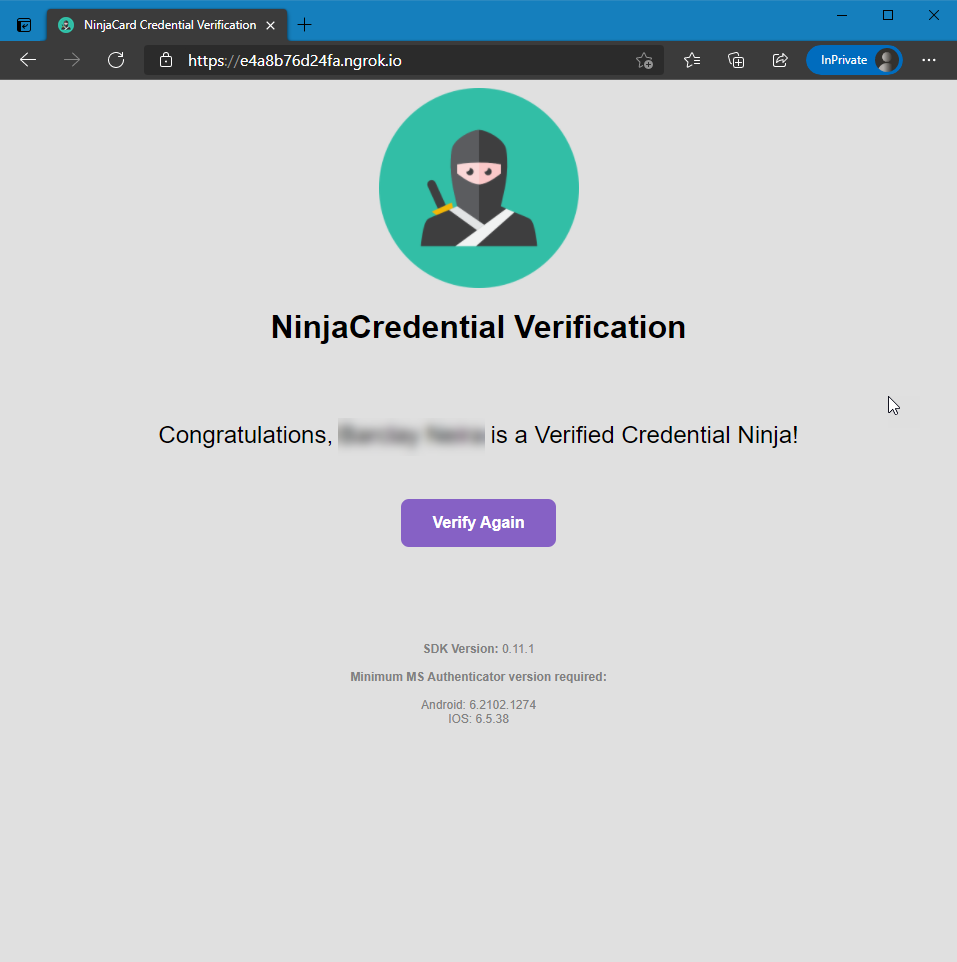 NinjaCard Credential Verification
https://e4a8b76d24fa.ngrok.io
InPrivate
NinjaCredential Verification
Congratulations, is a Verified Credential Ninja!
Verify Again
SDK Version: 0.11.1
Minimum MS Authenticator version required:
Android: 6.2102.1274
IOS: 6.5.38